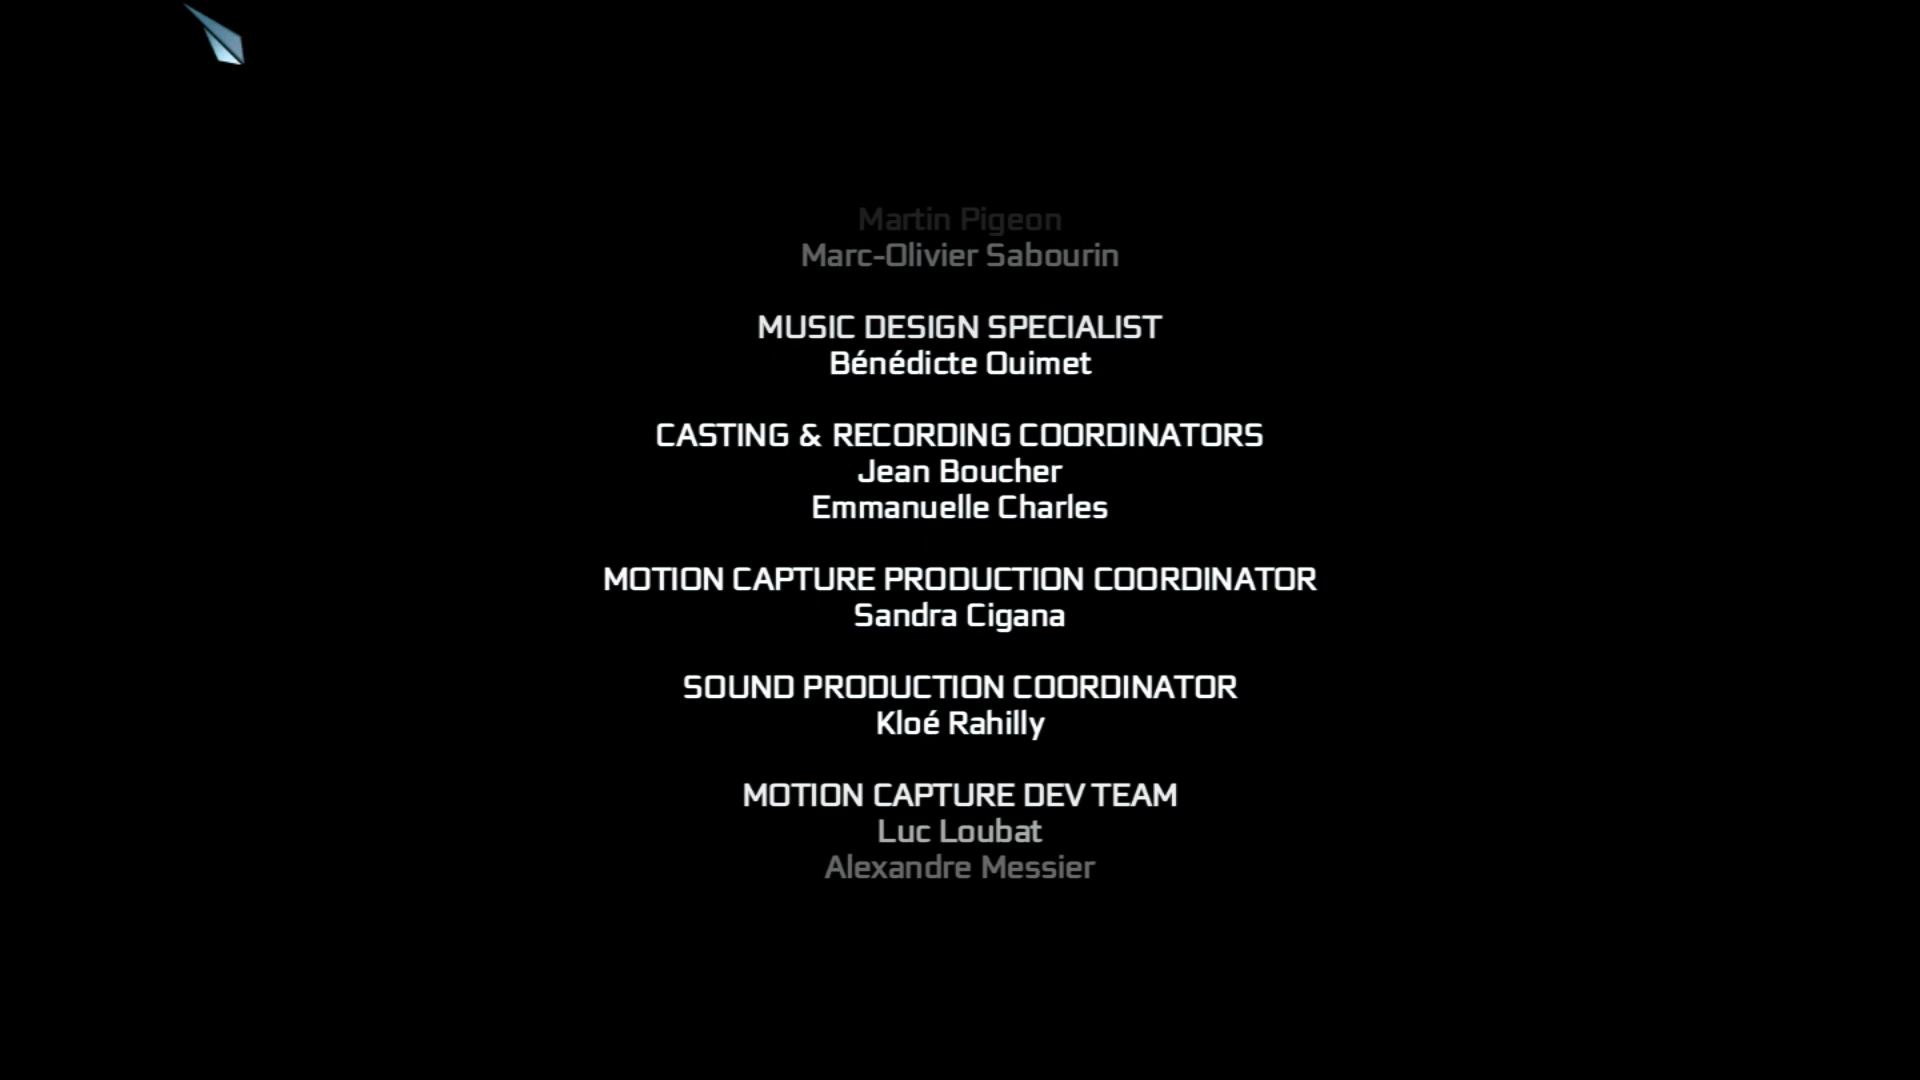 Martin Pigeon
Marc-Olivier Sabourin
MUSIC DESIGN SPECIALIST
Bénédicte Ouimet
CASTING & RECORDING COORDINATORS
Jean Boucher
Emmanuelle Charles
MOTION CAPTURE PRODUCTION COORDINATOR
Sandra Cigana
SOUND PRODUCTION COORDINATOR
Kloé Rahilly
MOTION CAPTURE DEV TEAM
Luc Loubat
Alexandre Messier